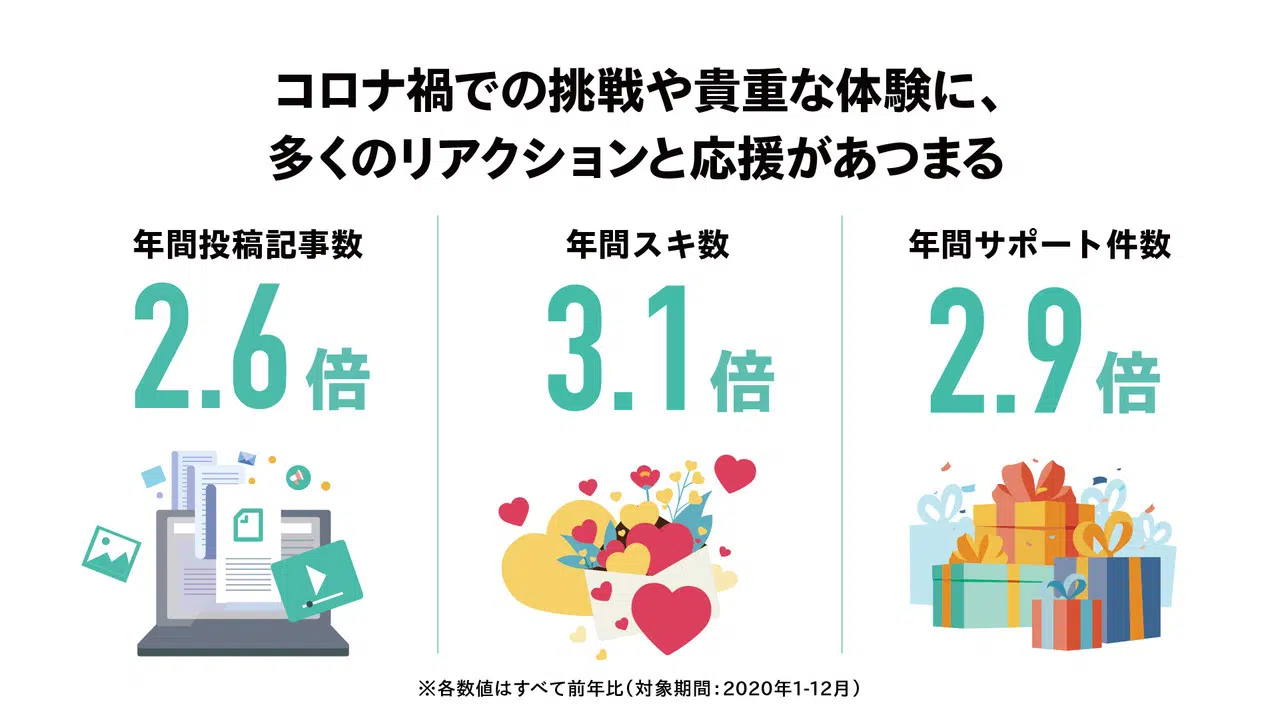 コロナ禍での挑戦や貴重な体験に、
多くのリアクションと応援があつまる
年間投稿記事数
2.6倍
年間スキ数
3.1倍
年間サポート件数
2.9倍
※各数値はすべて前年比（対象期間：2020年1-12月）